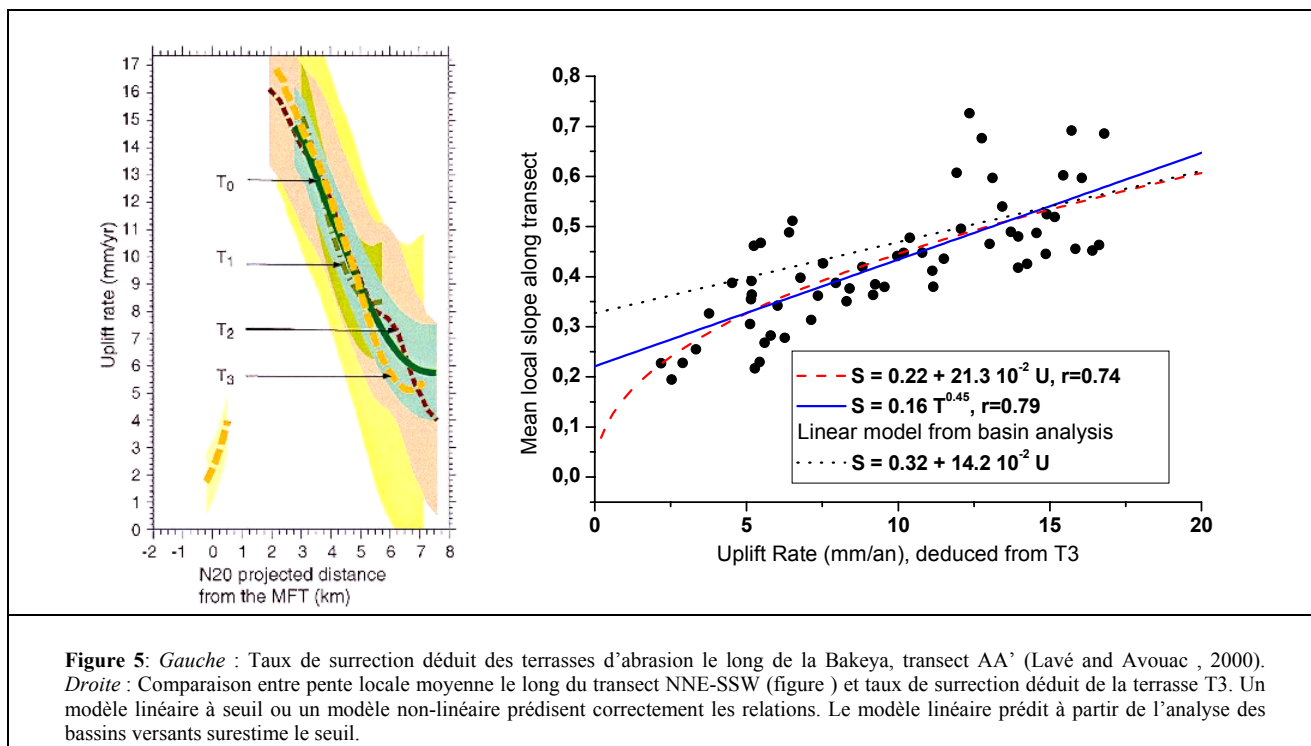 17
16
15
14
13
12
11
10
9
8
7
6
5
4
3
2
1
0
Uplift rate (mm/yr)
T0
T1
T2
T3
-2 -1 0 1 2 3 4 5 6 7 8
N20 projected distance
from the MFT (km)
0,8
0,7
0,6
0,5
0,4
0,3
0,2
0,1
0,0
Mean local slope along transect
S = 0.22 + 21.3 10-2 U, r=0.74
S = 0.16 T0.45, r=0.79
Linear model from basin analysis
S = 0.32 + 14.2 10-2 U
0 5 10 15 20
Uplift Rate (mm/an), deduced from T3
Figure 5: Gauche : Taux de surrection déduit des terrasses d'abrasion le long de la Bakeya, transect AA' (Lavé and Avouac , 2000).
Droite : Comparaison entre pente locale moyenne le long du transect NNE-SSW (figure ) et taux de surrection déduit de la terrasse T3. Un
modèle linéaire à seuil ou un modèle non-linéaire prédisent correctement les relations. Le modèle linéaire prédit à partir de l'analyse des
bassins versants surestime le seuil.